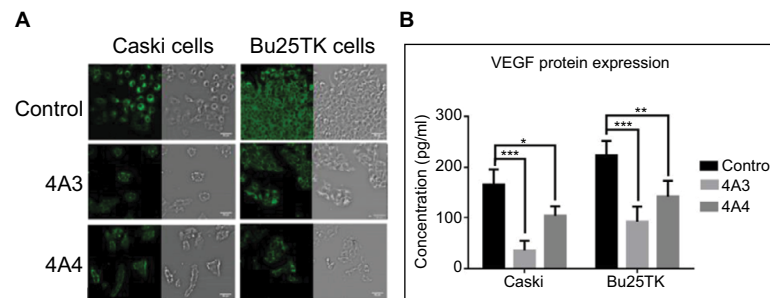 A
Caski cells
Bu25TK cells
Control
4A3
4A4
B
VEGF protein expression
Concentration (pg/ml)
300
200
100
0
***
*
***
**
Caski
Bu25TK
Control
4A3
4A4